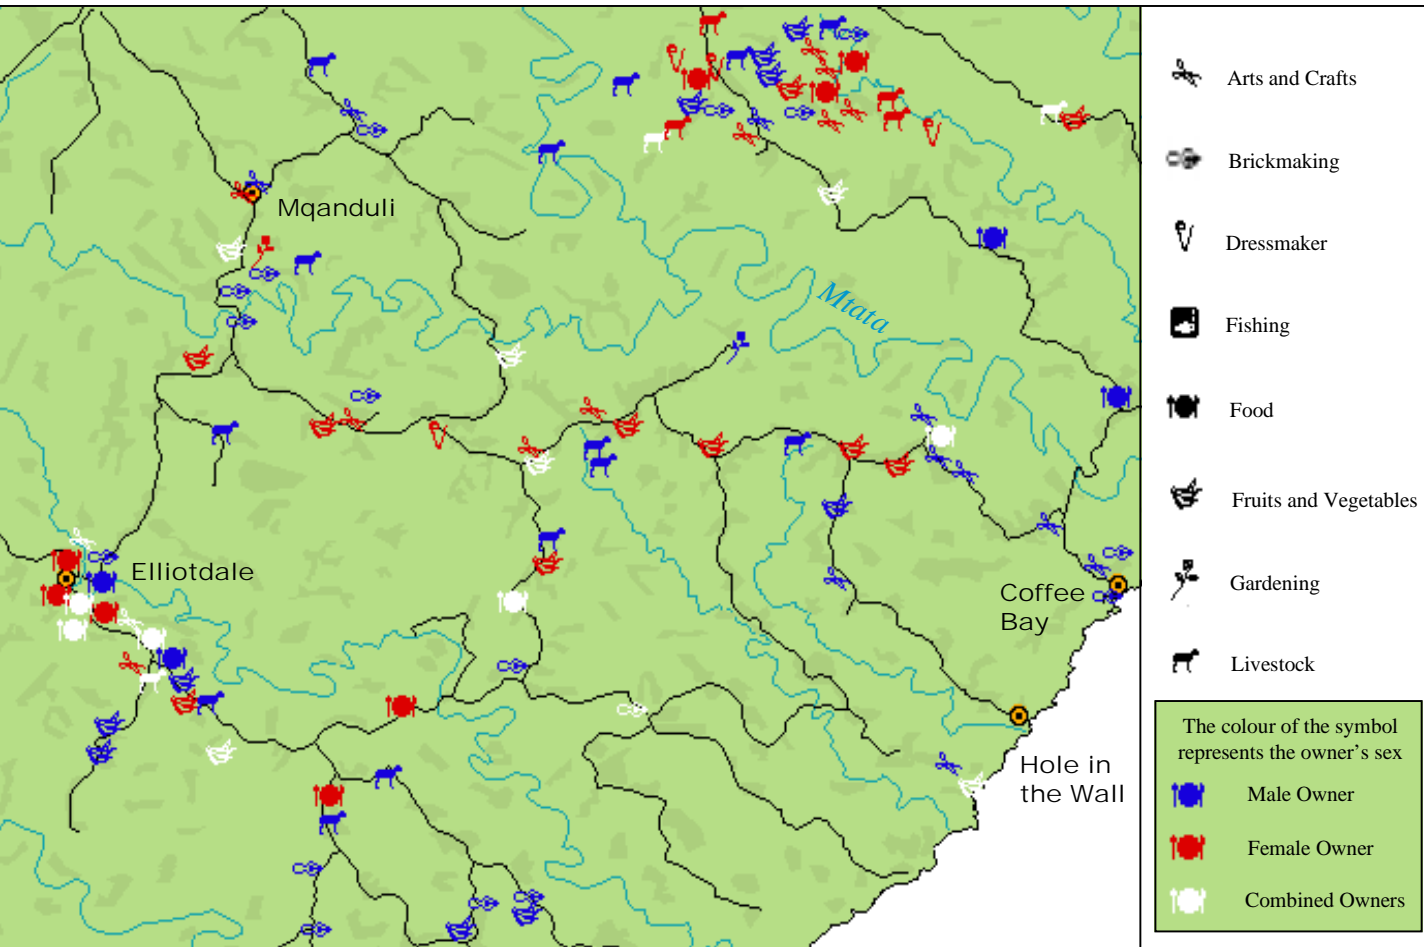 Mqanduli
Mtata
Elliotdale
Coffee
Bay
Hole in
the Wall
Arts and Crafts
Brickmaking
Dressmaker
Fishing
Food
Fruits and Vegetables
Gardening
Livestock
The colour of the symbol
represents the owner's sex
Male Owner
Female Owner
Combined Owners